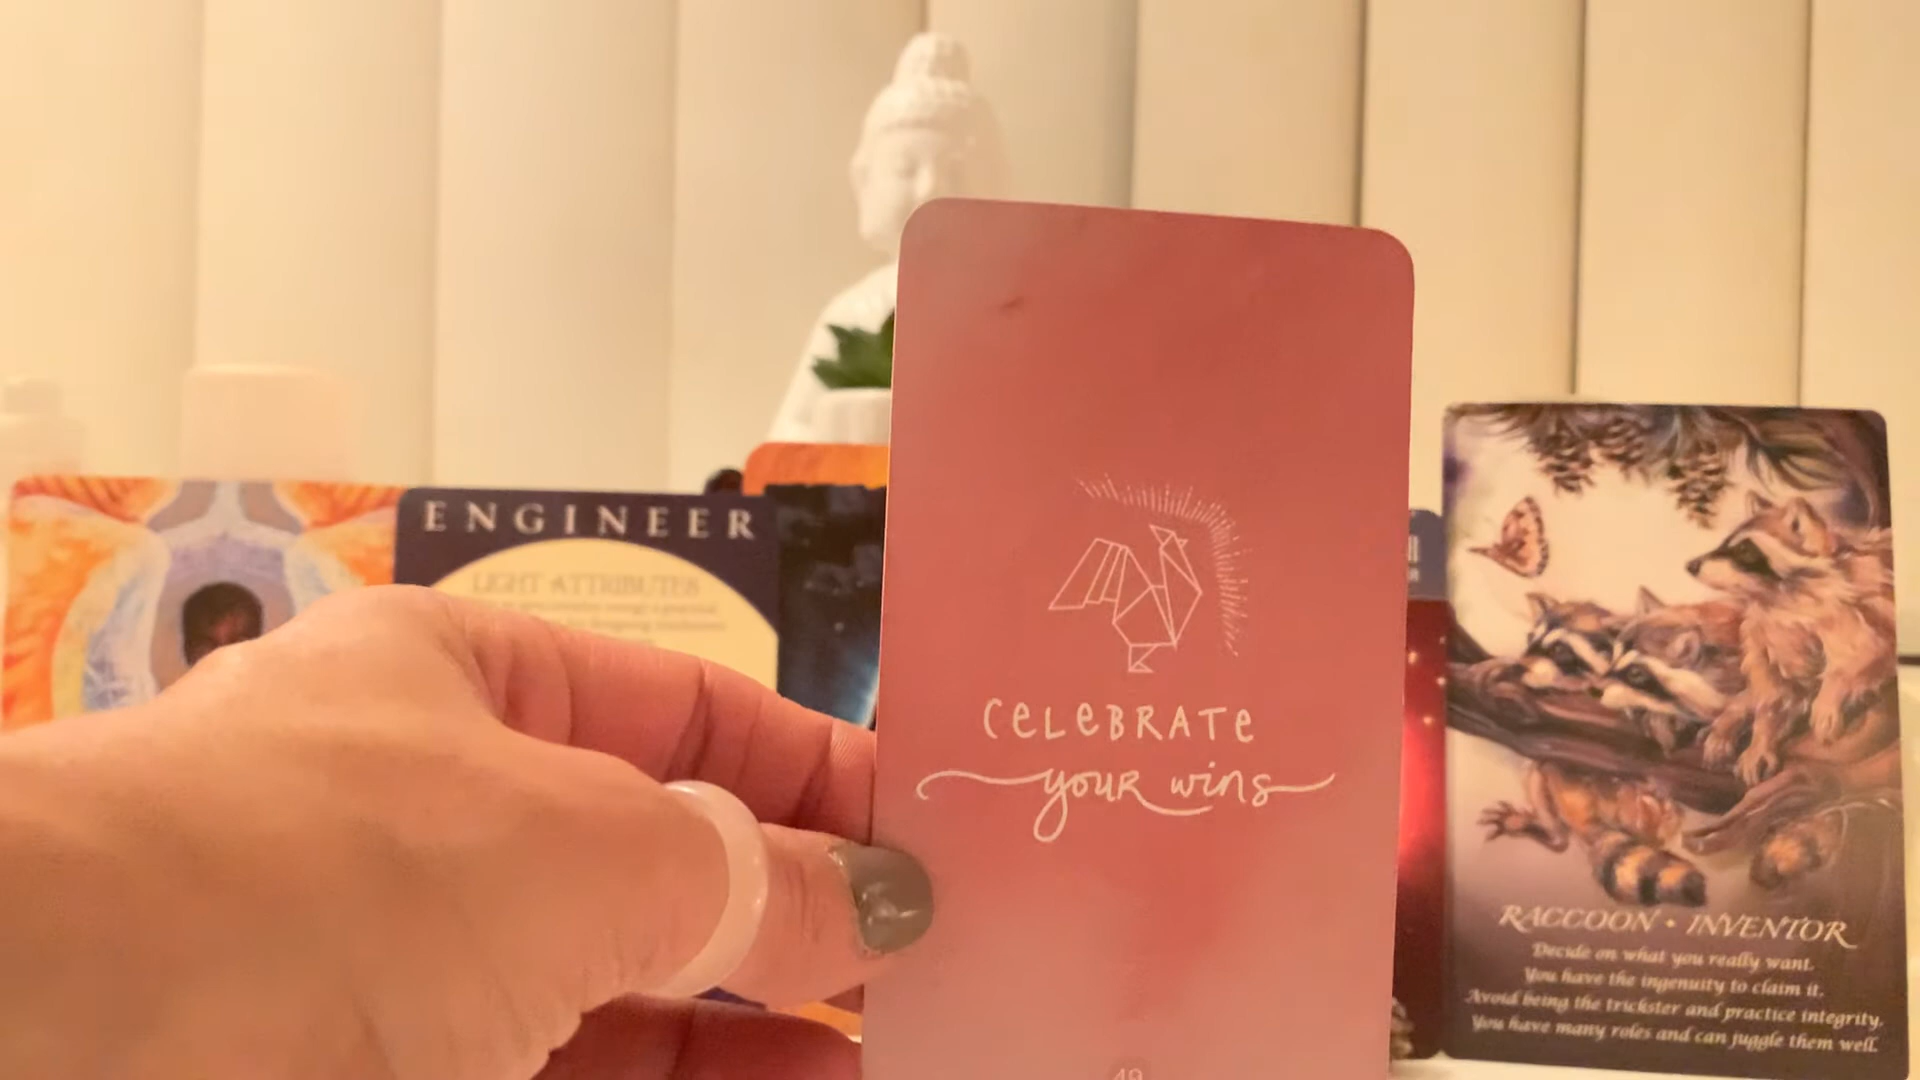 ENGINEER
LIGHT ATTRIBUTES
CELEBRATE
your wins
49
RACCOON • INVENTOR
Decide on what you really want.
You have the ingenuity to claim it.
Avoid being the trickster and practice integrity.
You have many roles and can juggle them well.